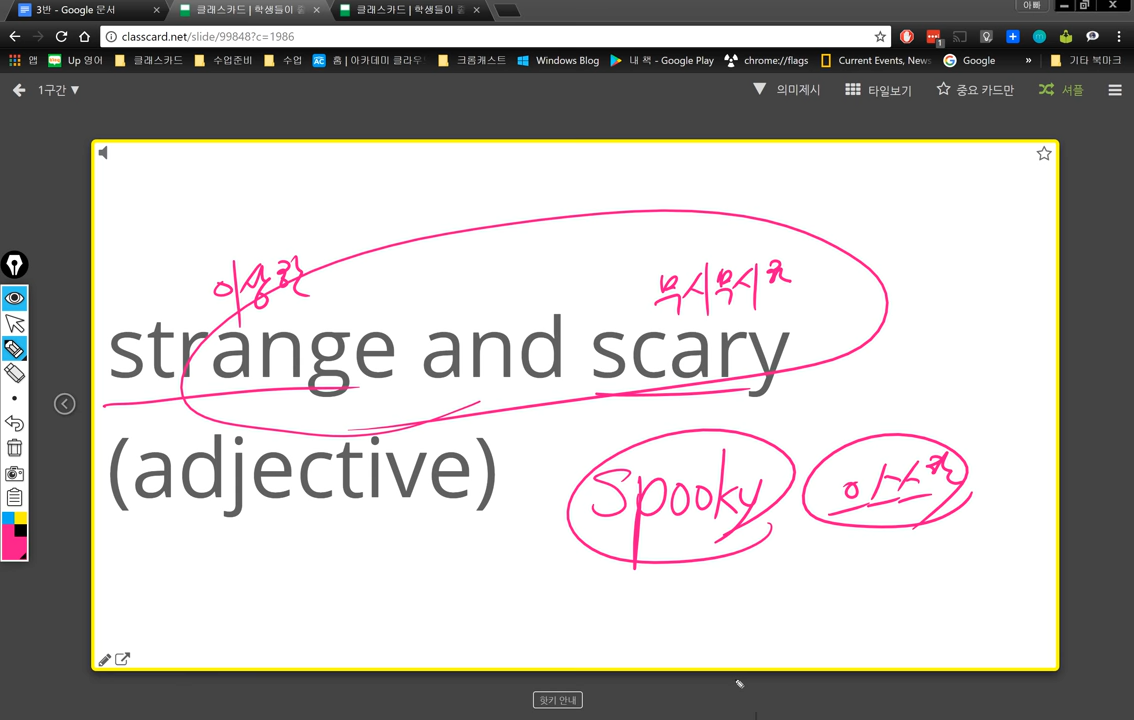 3반 - Google 문서
클래스카드 | 학생들이 클
클래스카드 | 학생들이 클
아빠
classcard.net/slide/99848?c=1986
앱 Up 영어 클래스카드 수업준비 수업 홈 | 아카데미 클라우 크롬캐스트 Windows Blog 내 책 - Google Play chrome://flags Current Events, News Google » 기타 북마크
1구간 ▼ ▼ 의미제시 타일보기 중요 카드만 셔플
이상한 무시무시한
strange and scary
(adjective)
Spooky
핫키 안내